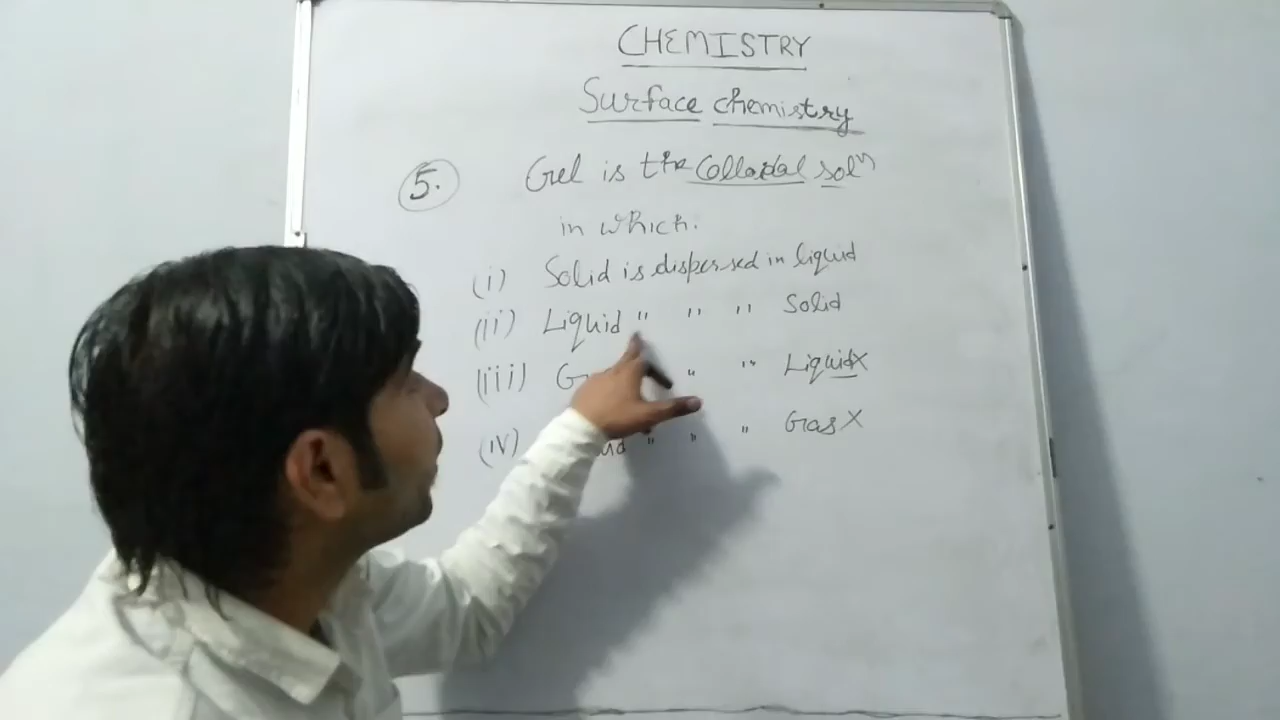 CHEMISTRY
Surface chemistry
5. Gel is the Colloidal solⁿ
in which.
(i) Solid is dispersed in liquid
(ii) Liquid " " " Solid
(iii) " " Liquid X
(iv) " " " Gas X